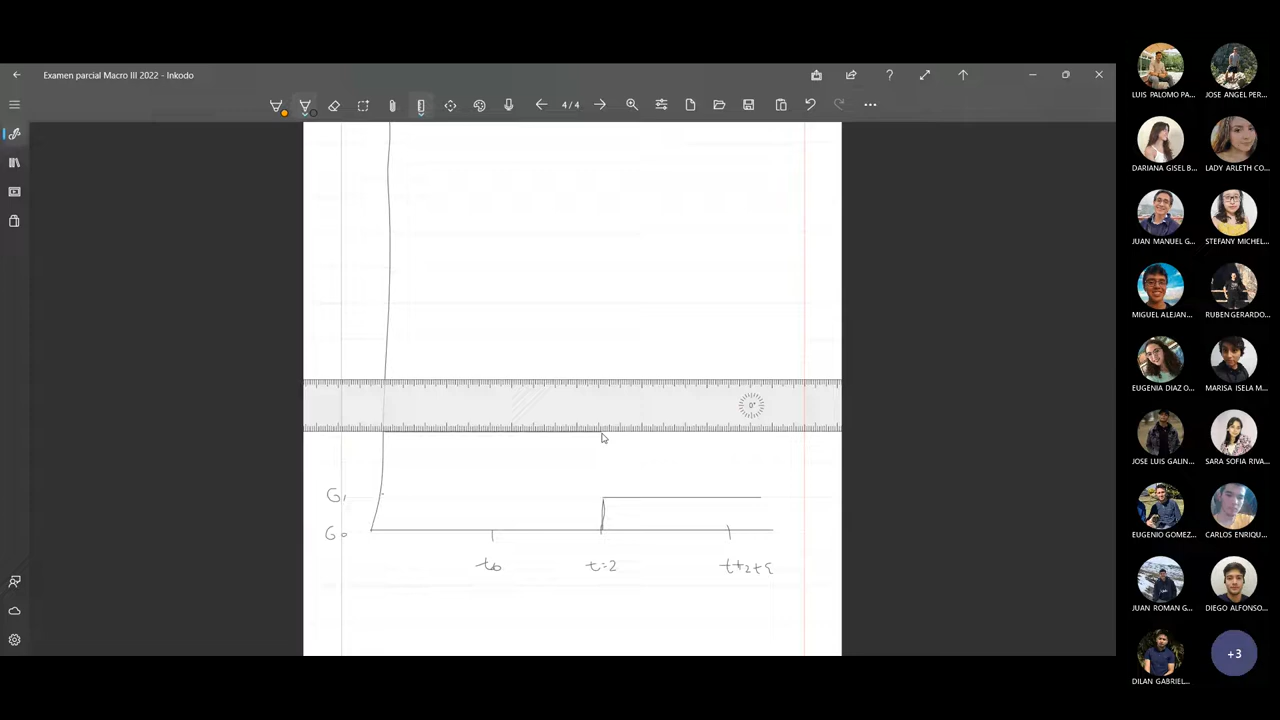 Examen parcial Macro III 2022 - Inkodo
4/4
0°
G₁
G₀
t₀
t=2
t+2+ε
LUIS PALOMO PA...
JOSE ANGEL PER...
DARIANA GISEL B...
LADY ARLETH CO...
JUAN MANUEL G...
STEFANY MICHEL...
MIGUEL ALEJAN...
RUBEN GERARDO...
EUGENIA DIAZ O...
MARISA ISELA M...
JOSE LUIS GALIN...
SARA SOFIA RIVA...
EUGENIO GOMEZ...
CARLOS ENRIQU...
JUAN ROMAN G...
DIEGO ALFONSO...
DILAN GABRIEL...
+3